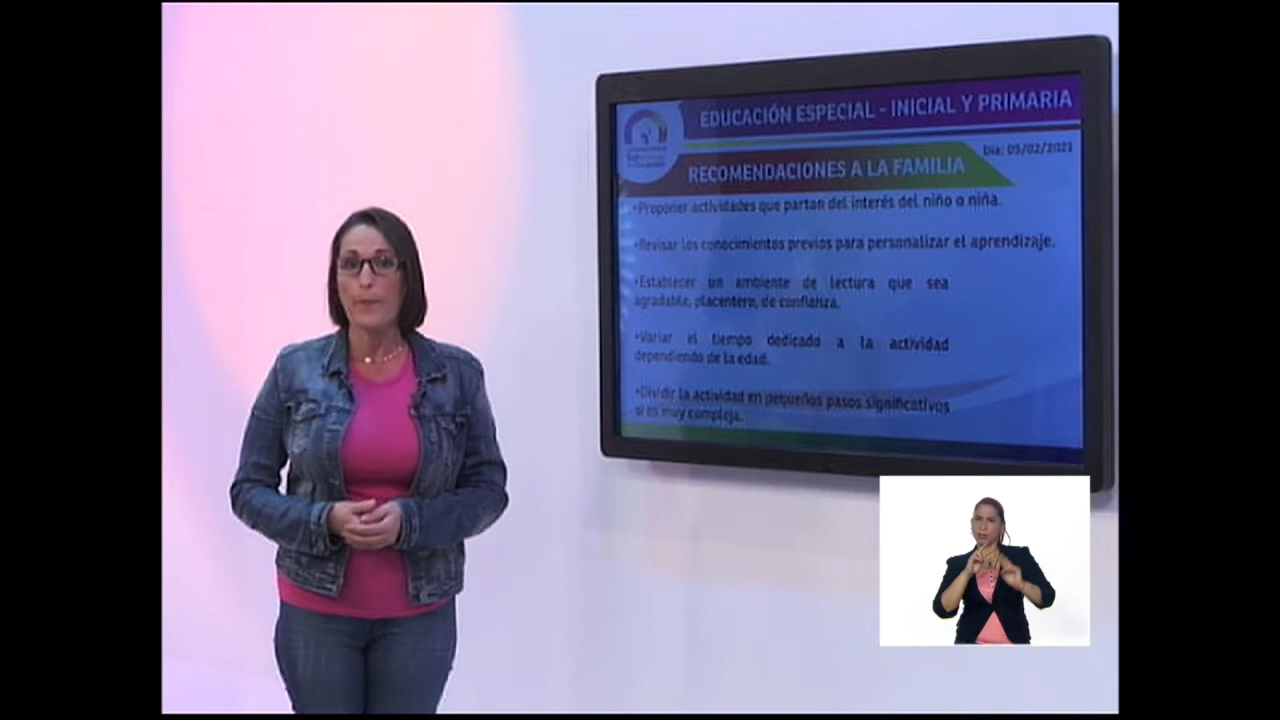 EDUCACIÓN ESPECIAL - INICIAL Y PRIMARIA
Día: 05/02/2021
RECOMENDACIONES A LA FAMILIA
•Proponer actividades que partan del interés del niño o niña.
•Revisar los conocimientos previos para personalizar el aprendizaje.
•Establecer un ambiente de lectura que sea
agradable, placentero, de confianza.
•Variar el tiempo dedicado a la actividad
dependiendo de la edad.
•Dividir la actividad en pequeños pasos significativos
si es muy compleja.